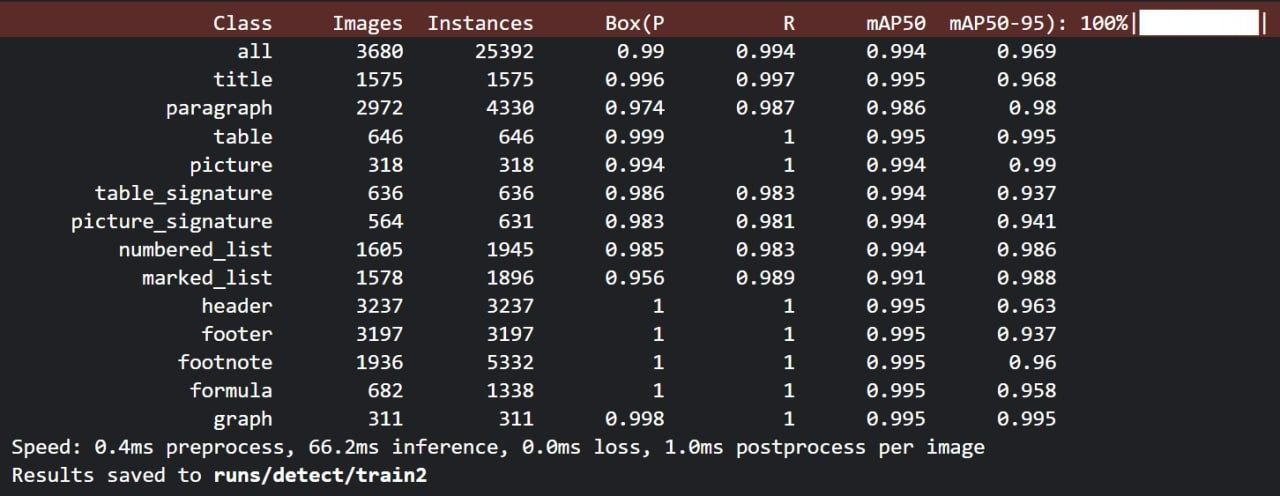 Class Images Instances Box(P R mAP50 mAP50-95): 100%| |
all 3680 25392 0.99 0.994 0.994 0.969
title 1575 1575 0.996 0.997 0.995 0.968
paragraph 2972 4330 0.974 0.987 0.986 0.98
table 646 646 0.999 1 0.995 0.995
picture 318 318 0.994 1 0.994 0.99
table_signature 636 636 0.986 0.983 0.994 0.937
picture_signature 564 631 0.983 0.981 0.994 0.941
numbered_list 1605 1945 0.985 0.983 0.994 0.986
marked_list 1578 1896 0.956 0.989 0.991 0.988
header 3237 3237 1 1 0.995 0.963
footer 3197 3197 1 1 0.995 0.937
footnote 1936 5332 1 1 0.995 0.96
formula 682 1338 1 1 0.995 0.958
graph 311 311 0.998 1 0.995 0.995
Speed: 0.4ms preprocess, 66.2ms inference, 0.0ms loss, 1.0ms postprocess per image
Results saved to runs/detect/train2